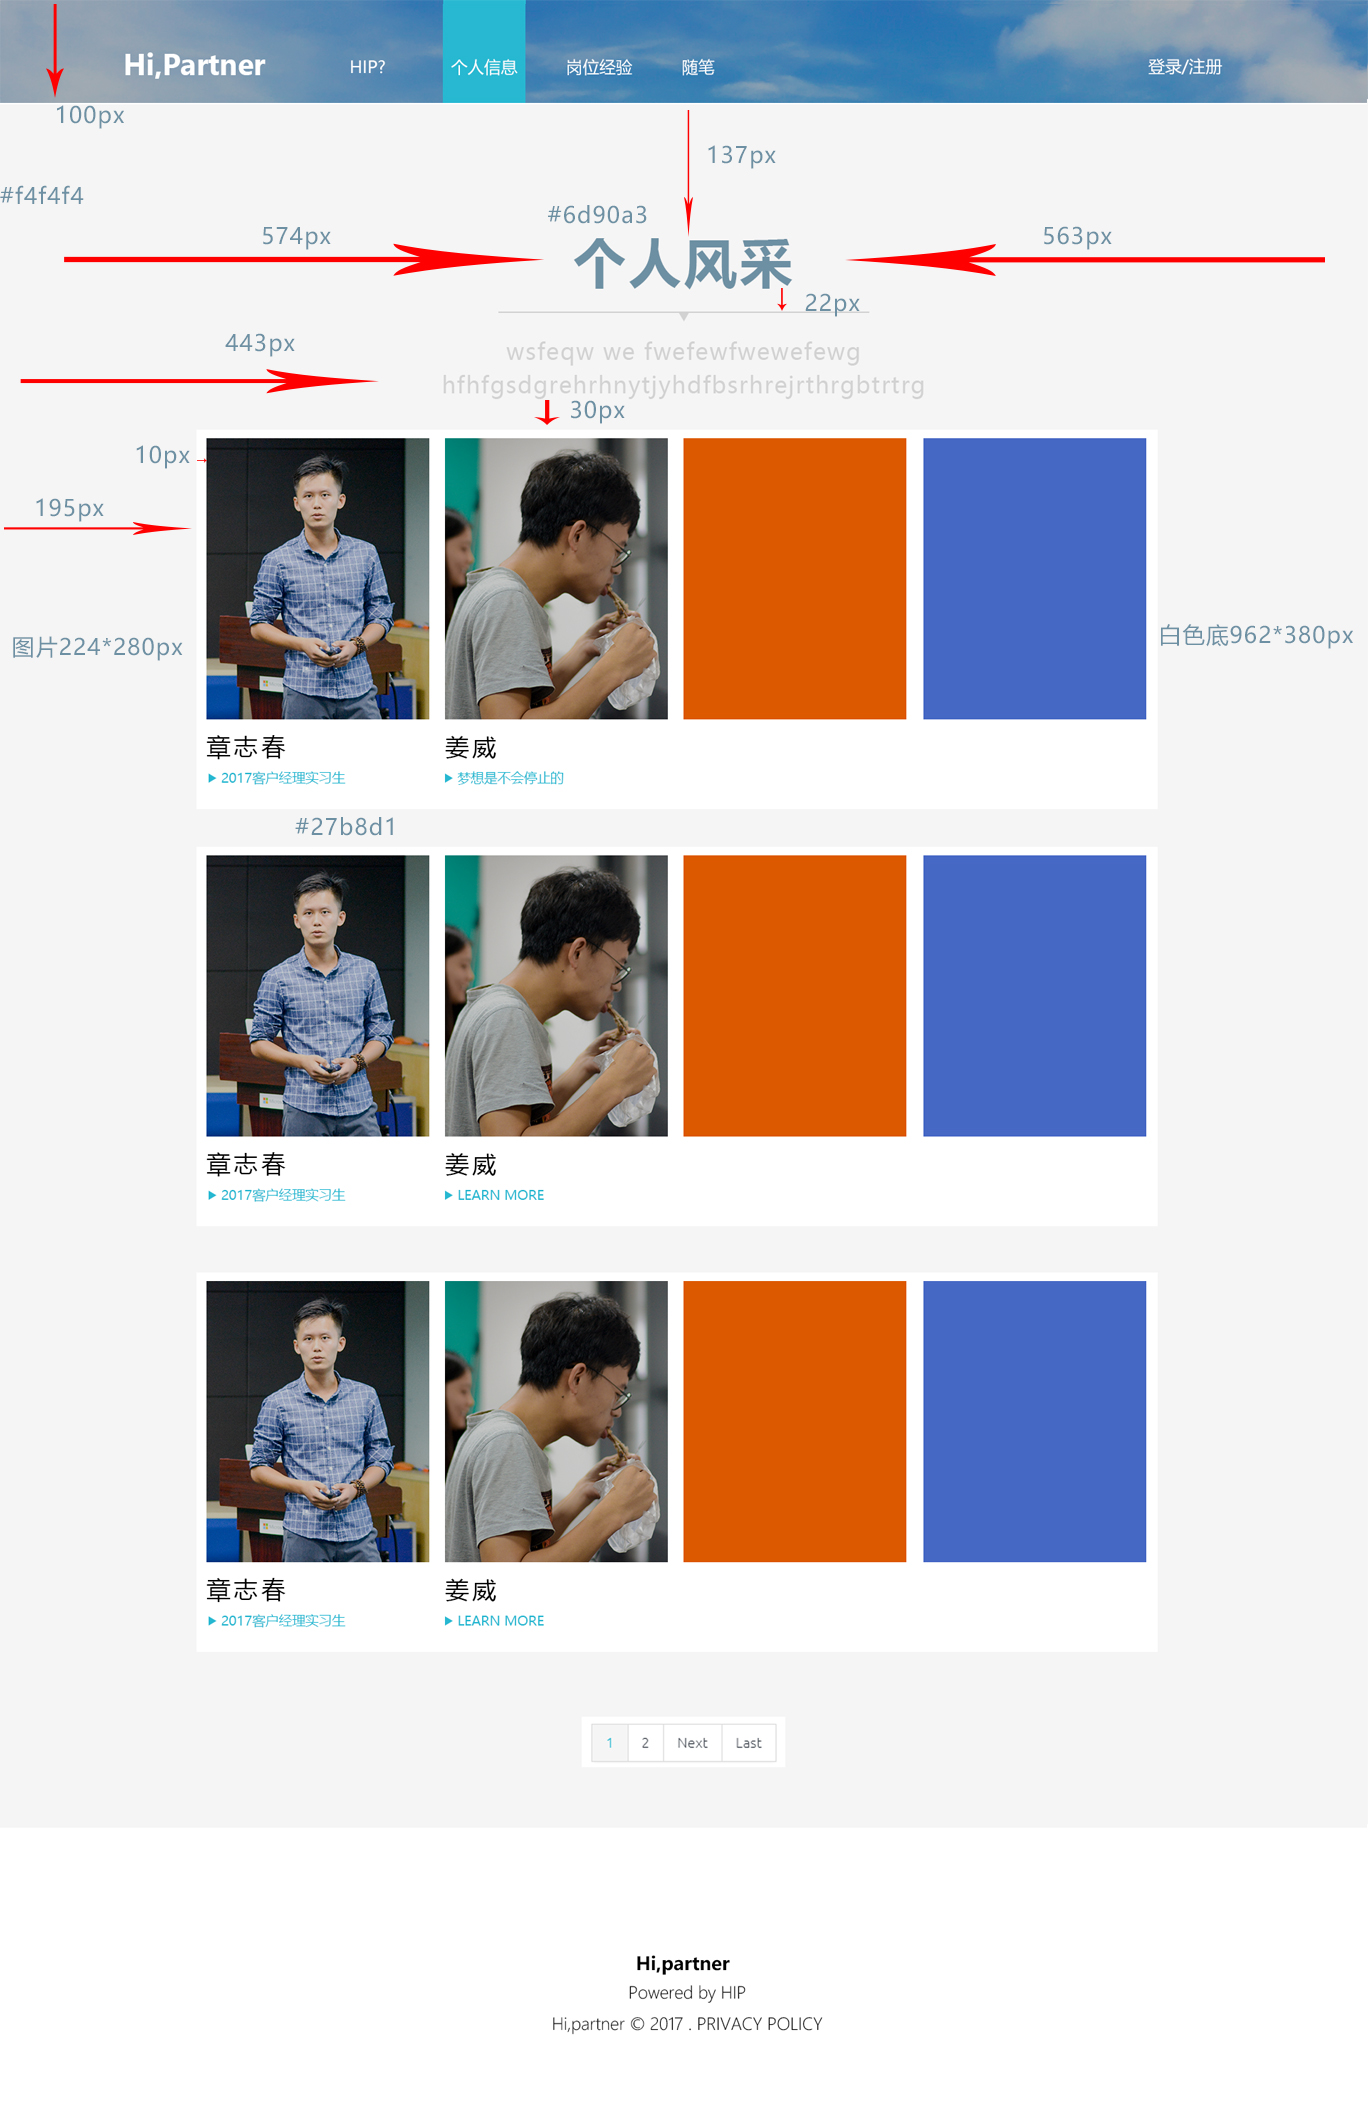 Hi,Partner HIP? 个人信息 岗位经验 随笔 登录/注册
100px
137px
#f4f4f4
#6d90a3
574px
563px
个人风采
22px
443px
wsfeqw we fwefewfwewefewg
hfhfgsdgrehrhnytjyhdfbsrhrejrthrgbtrtrg
30px
10px
195px
图片224*280px
白色底962*380px
章志春 姜威
2017客户经理实习生 梦想是不会停止的
#27b8d1
章志春 姜威
2017客户经理实习生 LEARN MORE
章志春 姜威
2017客户经理实习生 LEARN MORE
1 2 Next Last
Hi,partner
Powered by HIP
Hi,partner © 2017 . PRIVACY POLICY